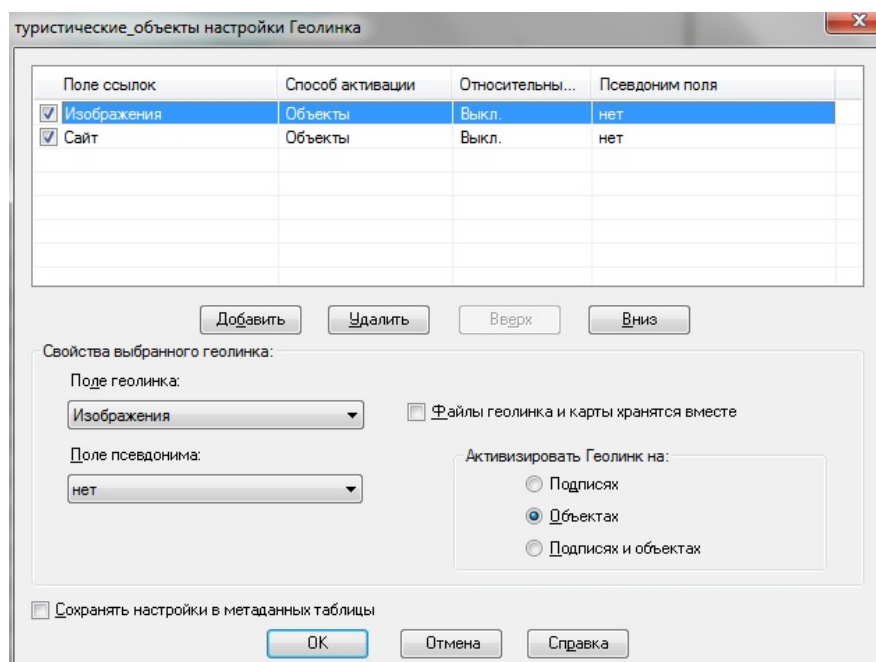 туристические_объекты настройки Геолинка
Поле ссылок Способ активации Относительны... Псевдоним поля
Изображения Объекты Выкл. нет
Сайт Объекты Выкл. нет
Добавить Удалить Вверх Вниз
Свойства выбранного геолинка:
Поле геолинка:
Изображения Файлы геолинка и карты хранятся вместе
Поле псевдонима: Активизировать Геолинк на:
нет Подписях
Объектах
Подписях и объектах
Сохранять настройки в метаданных таблицы
OK Отмена Справка